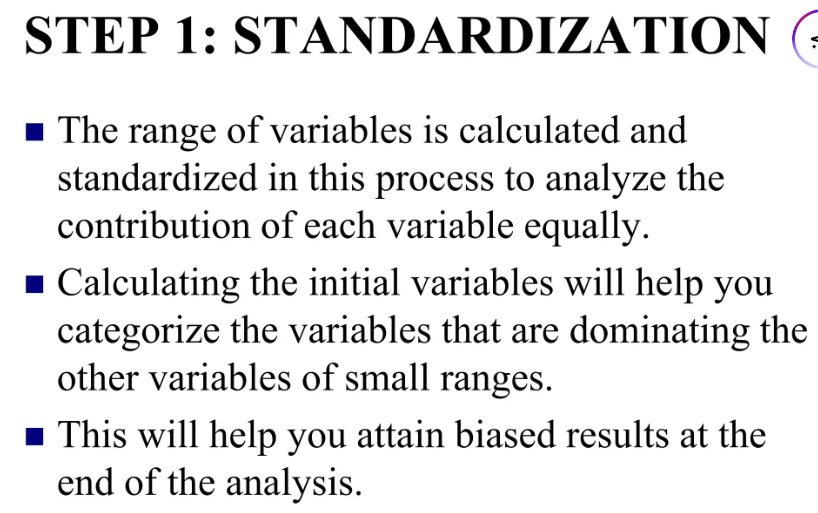 STEP 1: STANDARDIZATION
The range of variables is calculated and
standardized in this process to analyze the
contribution of each variable equally.
Calculating the initial variables will help you
categorize the variables that are dominating the
other variables of small ranges.
This will help you attain biased results at the
end of the analysis.